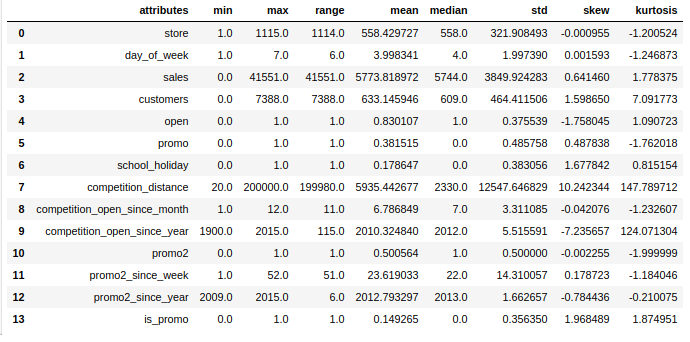 attributes min max range mean median std skew kurtosis
0 store 1.0 1115.0 1114.0 558.429727 558.0 321.908493 -0.000955 -1.200524
1 day_of_week 1.0 7.0 6.0 3.998341 4.0 1.997390 0.001593 -1.246873
2 sales 0.0 41551.0 41551.0 5773.818972 5744.0 3849.924283 0.641460 1.778375
3 customers 0.0 7388.0 7388.0 633.145946 609.0 464.411506 1.598650 7.091773
4 open 0.0 1.0 1.0 0.830107 1.0 0.375539 -1.758045 1.090723
5 promo 0.0 1.0 1.0 0.381515 0.0 0.485758 0.487838 -1.762018
6 school_holiday 0.0 1.0 1.0 0.178647 0.0 0.383056 1.677842 0.815154
7 competition_distance 20.0 200000.0 199980.0 5935.442677 2330.0 12547.646829 10.242344 147.789712
8 competition_open_since_month 1.0 12.0 11.0 6.786849 7.0 3.311085 -0.042076 -1.232607
9 competition_open_since_year 1900.0 2015.0 115.0 2010.324840 2012.0 5.515591 -7.235657 124.071304
10 promo2 0.0 1.0 1.0 0.500564 1.0 0.500000 -0.002255 -1.999999
11 promo2_since_week 1.0 52.0 51.0 23.619033 22.0 14.310057 0.178723 -1.184046
12 promo2_since_year 2009.0 2015.0 6.0 2012.793297 2013.0 1.662657 -0.784436 -0.210075
13 is_promo 0.0 1.0 1.0 0.149265 0.0 0.356350 1.968489 1.874951